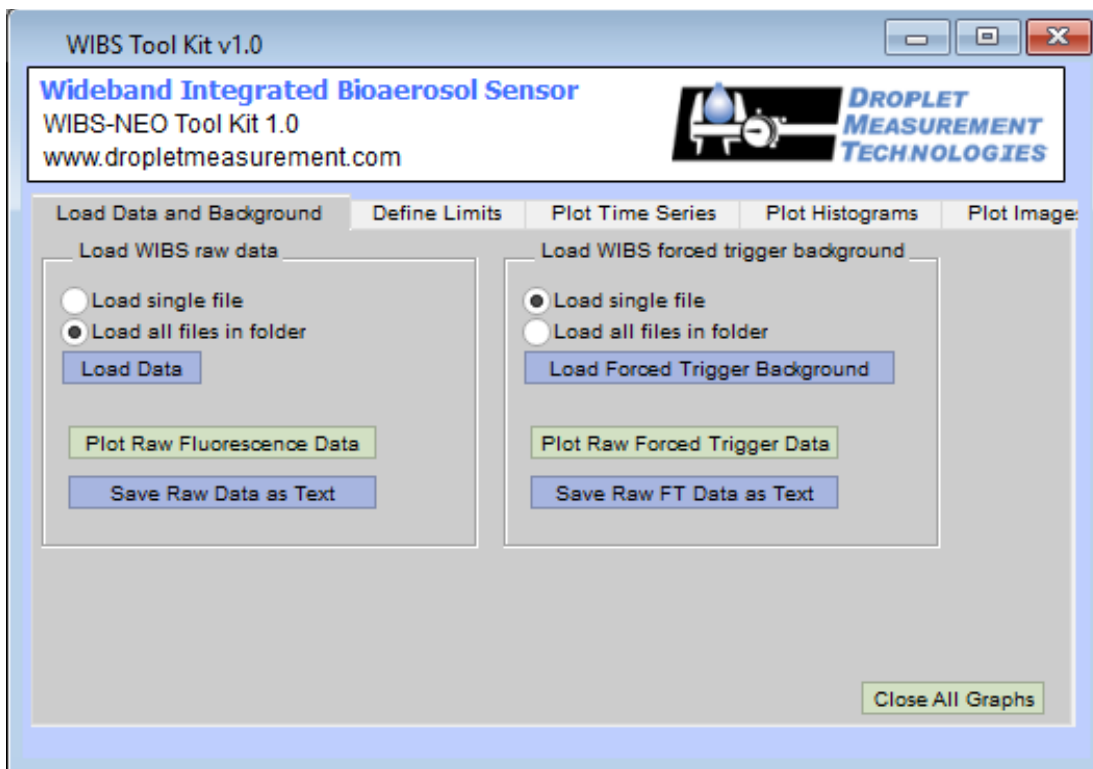 WIBS Tool Kit v1.0
Wideband Integrated Bioaerosol Sensor
WIBS-NEO Tool Kit 1.0
www.dropletmeasurement.com
DROPLET
MEASUREMENT
TECHNOLOGIES
Load Data and Background
Define Limits
Plot Time Series
Plot Histograms
Plot Image
Load WIBS raw data
Load single file
Load all files in folder
Load Data
Plot Raw Fluorescence Data
Save Raw Data as Text
Load WIBS forced trigger background
Load single file
Load all files in folder
Load Forced Trigger Background
Plot Raw Forced Trigger Data
Save Raw FT Data as Text
Close All Graphs